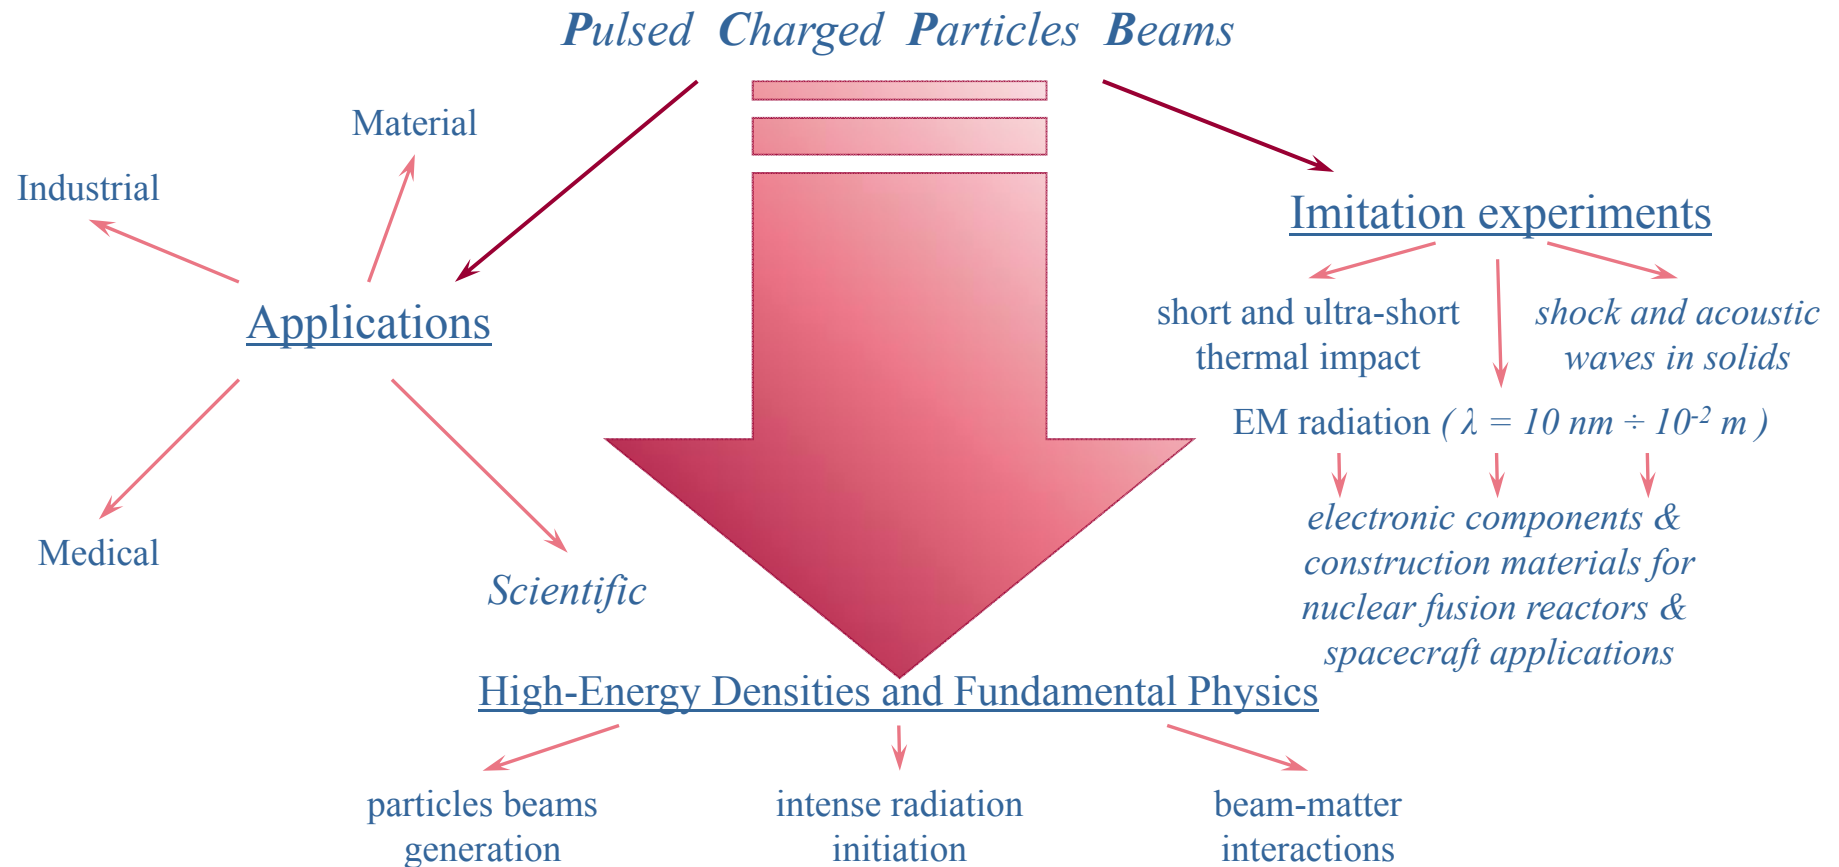 Pulsed Charged Particles Beams
Material
Industrial
Applications
Medical
Scientific
Imitation experiments
short and ultra-short
thermal impact
shock and acoustic
waves in solids
EM radiation ( λ = 10 nm ÷ 10⁻² m )
electronic components &
construction materials for
nuclear fusion reactors &
spacecraft applications
High-Energy Densities and Fundamental Physics
particles beams
generation
intense radiation
initiation
beam-matter
interactions